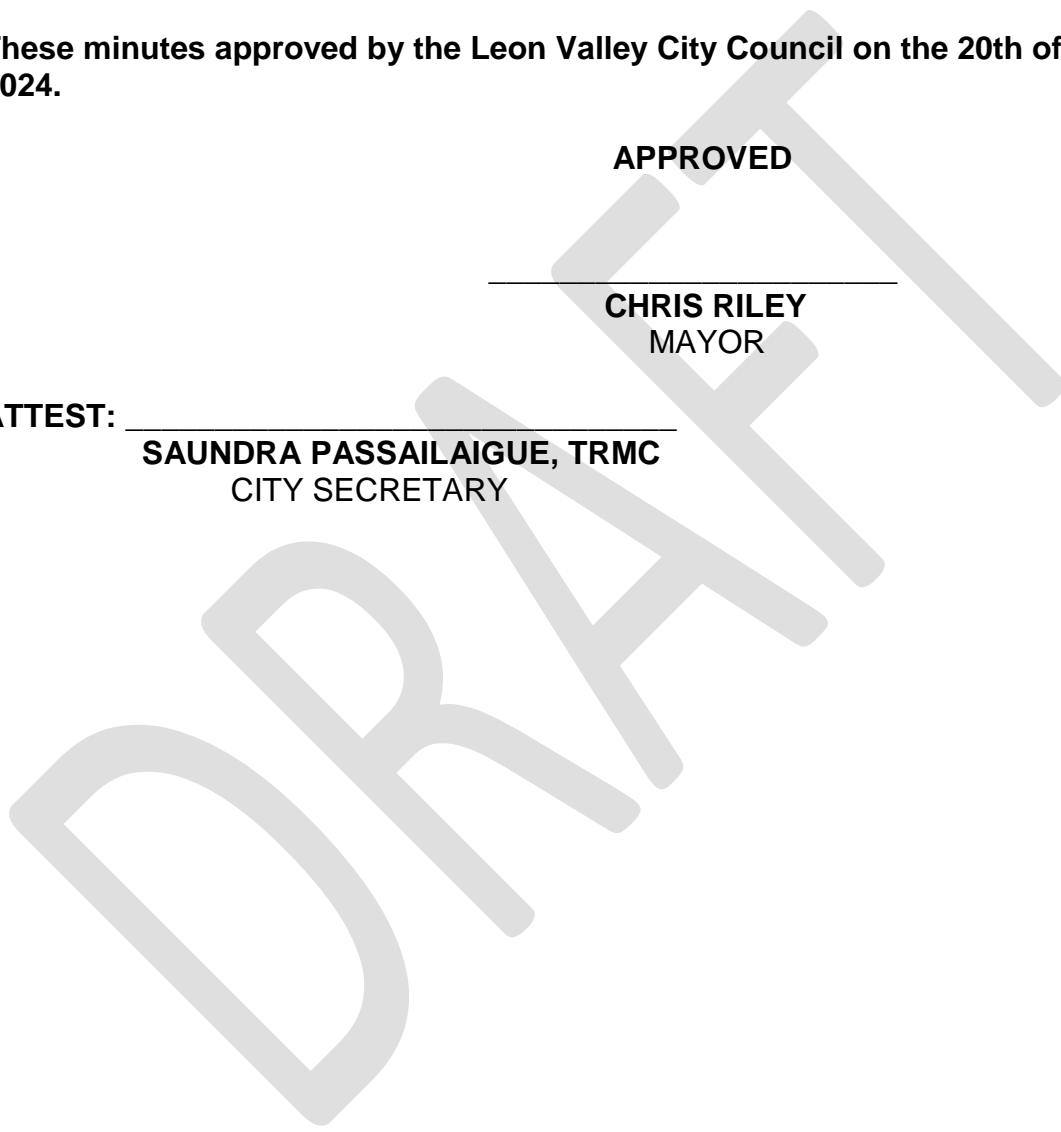 hese minutes approved by the Leon Valley City Council on the 20th of
024.
APPROVED
CHRIS RILEY
MAYOR
TTEST:
SAUNDRA PASSAILAIGUE, TRMC
CITY SECRETARY
DRAFT